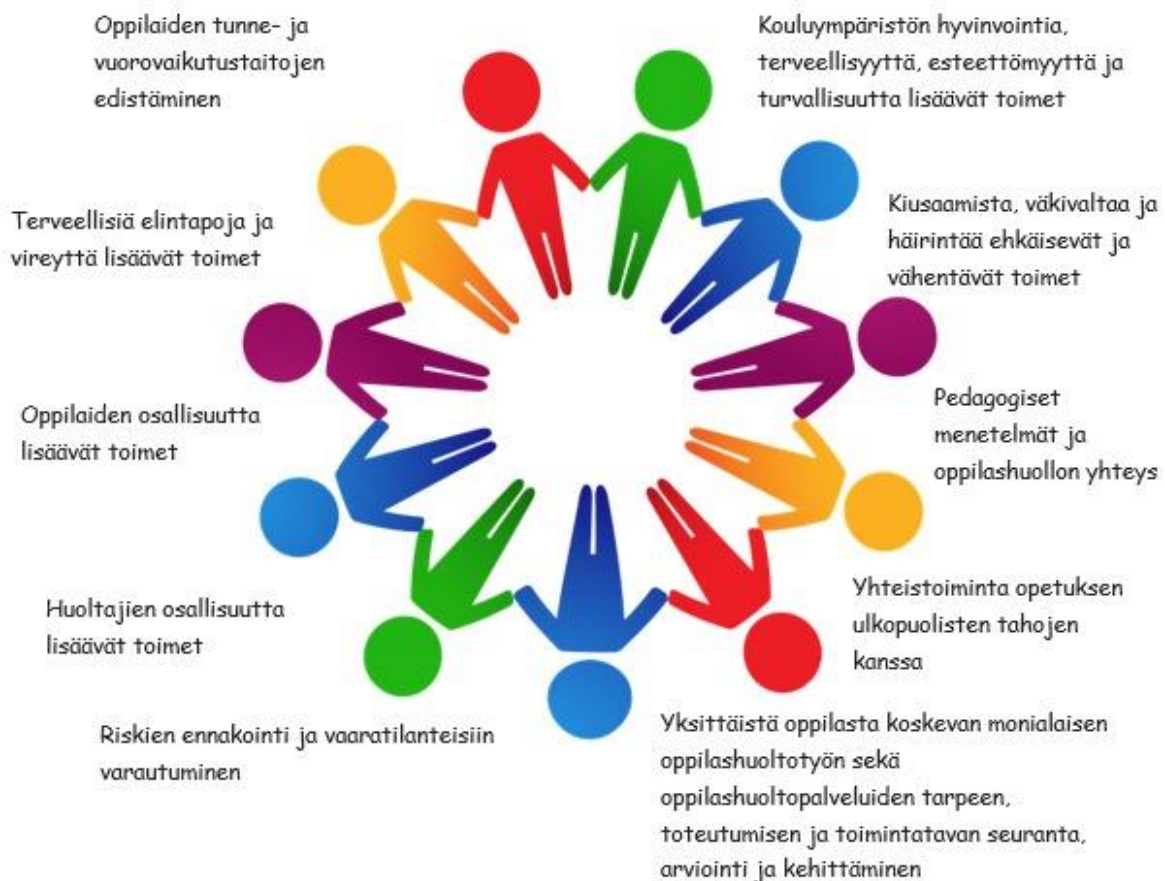 Oppilaiden tunne- ja
vuorovaikutustaitojen
edistäminen
Kouluympäristön hyvinvointia,
terveellisyyttä, esteettömyyttä ja
turvallisuutta lisäävät toimet
Terveellisiä elintapoja ja
vireyttä lisäävät toimet
Kiusaamista, väkivaltaa ja
häirintää ehkäisevät ja
vähentävät toimet
Oppilaiden osallisuutta
lisäävät toimet
Pedagogiset
menetelmät ja
oppilashuollon yhteys
Huoltajien osallisuutta
lisäävät toimet
Yhteistoiminta opetuksen
ulkopuolisten tahojen
kanssa
Riskien ennakointi ja vaaratilanteisiin
varautuminen
Yksittäistä oppilasta koskevan monialaisen
oppilashuoltotyön sekä
oppilashuoltopalveluiden tarpeen,
toteutumisen ja toimintatavan seuranta,
arviointi ja kehittäminen